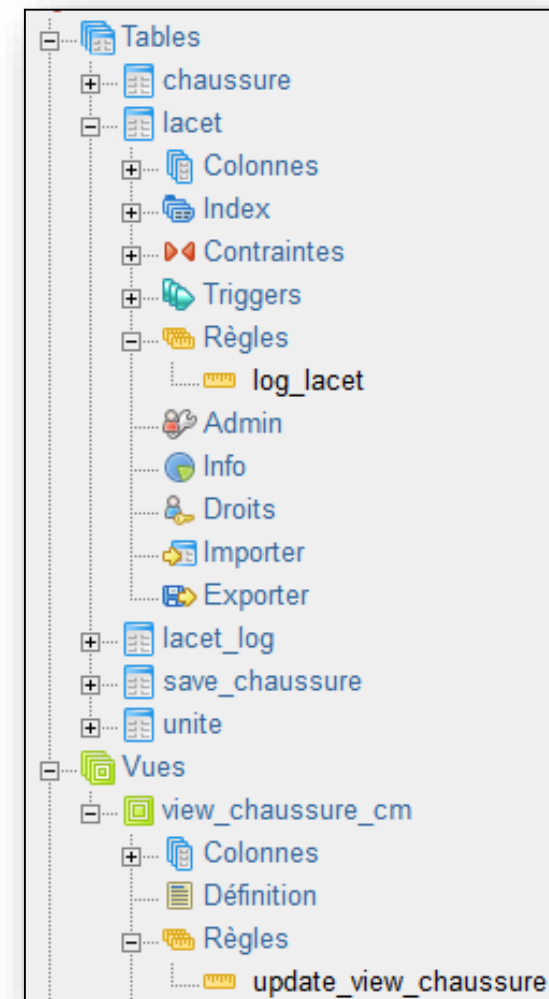 Tables
chaussure
lacet
Colonnes
Index
Contraintes
Triggers
Règles
log_lacet
Admin
Info
Droits
Importer
Exporter
lacet_log
save_chaussure
unite
Vues
view_chaussure_cm
Colonnes
Définition
Règles
update_view_chaussure